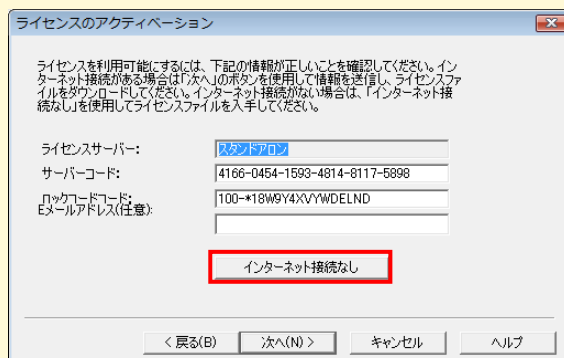 ライセンスのアクティベーション
ライセンスを利用可能にするには、下記の情報が正しいことを確認してください。イン
ターネット接続がある場合は「次へ」のボタンを使用して情報を送信し、ライセンスファ
イルをダウンロードしてください。インターネット接続がない場合は、「インターネット接
続なし」を使用してライセンスファイルを入手してください。
ライセンスサーバー: スタンドアロン
サーバーコード: 4166-0454-1593-4814-8117-5898
ロックコードコード: 100-*18W9Y4XVYWDELND
Eメールアドレス(任意):
インターネット接続なし
< 戻る(B) 次へ(N) > キャンセル ヘルプ